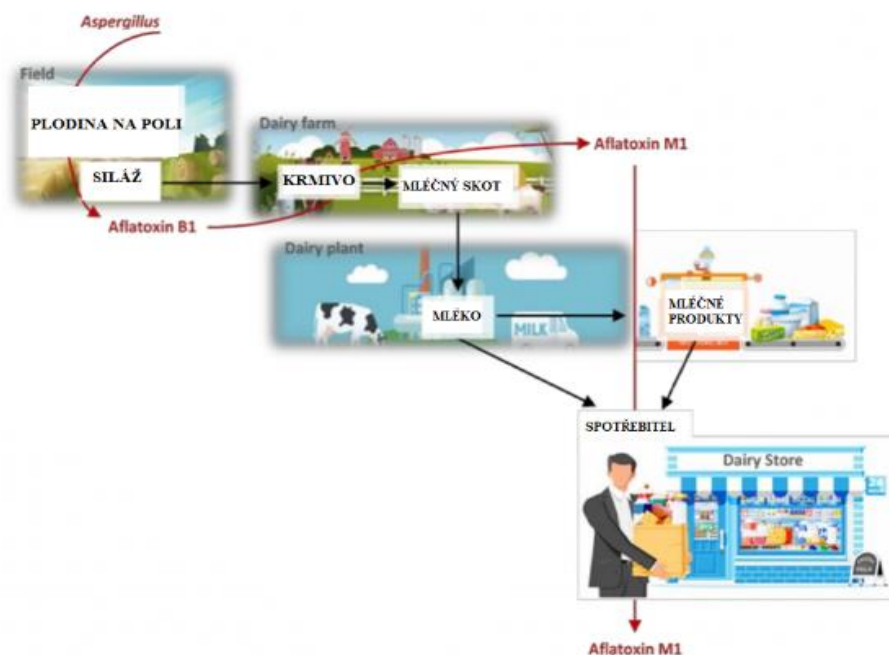 Aspergillus
Field
PLODINA NA POLI
SILÁŽ
Aflatoxin B1
Dairy farm
KRMIVO
MLÉČNÝ SKOT
Aflatoxin M1
Dairy plant
MLÉKO
MILK
MLÉČNÉ
PRODUKTY
SPOTŘEBITEL
Dairy Store
24
Aflatoxin M1